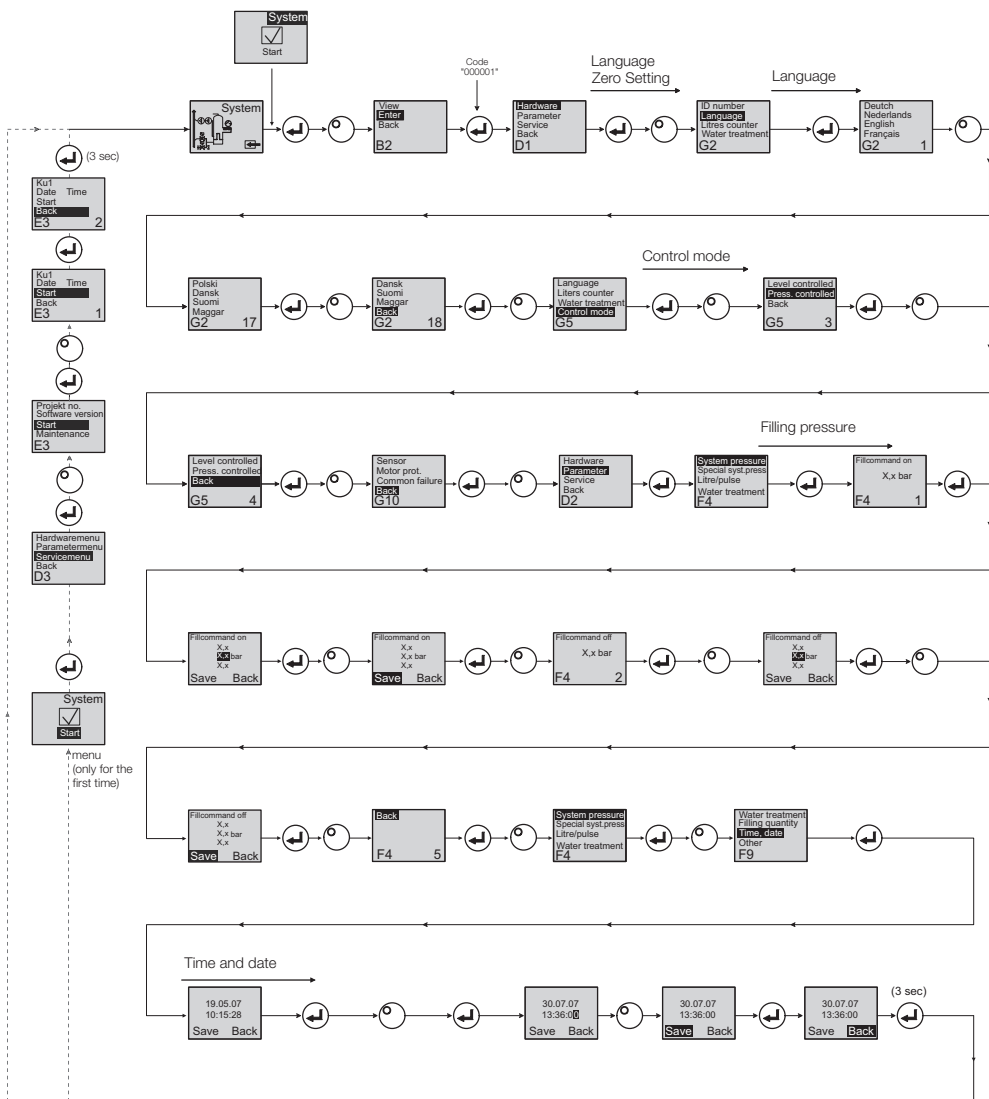 System
Start
Code
"000001"
Language
Zero Setting
Language
System
View
Enter
Back
B2
Hardware
Parameter
Service
Back
D1
ID number
Language
Litres counter
Water treatment
G2
Deutch
Nederlands
English
Français
G2 1
(3 sec)
Ku1
Date Time
Start
Back
E3 2
Ku1
Date Time
Start
Back
E3 1
Projekt no.
Software version
Start
Maintenance
E3
Hardwaremenu
Parametermenu
Servicemenu
Back
D3
System
Start
menu
(only for the
first time)
Control mode
Polski
Dansk
Suomi
Maggar
G2 17
Dansk
Suomi
Maggar
Back
G2 18
Language
Liters counter
Water treatment
Control mode
G5
Level controlled
Press. controlled
Back
G5 3
Filling pressure
Level controlled
Press. controlled
Back
G5 4
Sensor
Motor prot.
Common failure
Back
G10
Hardware
Parameter
Service
Back
D2
System pressure
Special syst.press
Litre/pulse
Water treatment
F4
Fillcommand on
X,x bar
F4 1
Fillcommand on
X,x
X,x bar
X,x
Save Back
Fillcommand on
X,x
X,x bar
X,x
Save Back
Fillcommand off
X,x bar
F4 2
Fillcommand off
X,x
X,x bar
X,x
Save Back
Fillcommand off
X,x
X,x bar
X,x
Save Back
Back
F4 5
System pressure
Special syst.press
Litre/pulse
Water treatment
F4
Water treatment
Filling quantity
Time, date
Other
F9
Time and date
19.05.07
10:15:28
Save Back
30.07.07
13:36:00
Save Back
30.07.07
13:36:00
Save Back
30.07.07
13:36:00
Save Back
(3 sec)